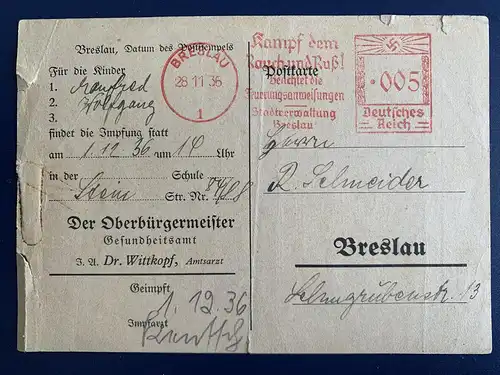 Breslau, Datum des Poststempels
Für die Kinder
1. Manfred
2. Wolfgang
3.
findet die Impfung statt
am 1.12.36 um 14 Uhr
in der Schule
Stein Str. Nr.
Der Oberbürgermeister
Gesundheitsamt
J. A. Dr. Wittkopf, Amtsarzt
Geimpft
1.12.36
Impfarzt
BRESLAU
28.11.36
1
Kampf dem
Rauch und Ruß!
Beachtet die
Feuerungsanweisungen
Stadtverwaltung
Breslau
005
Deutsches
Reich
Postkarte
Herrn
R. Schneider
Breslau
Lehmgrubenstr. 13